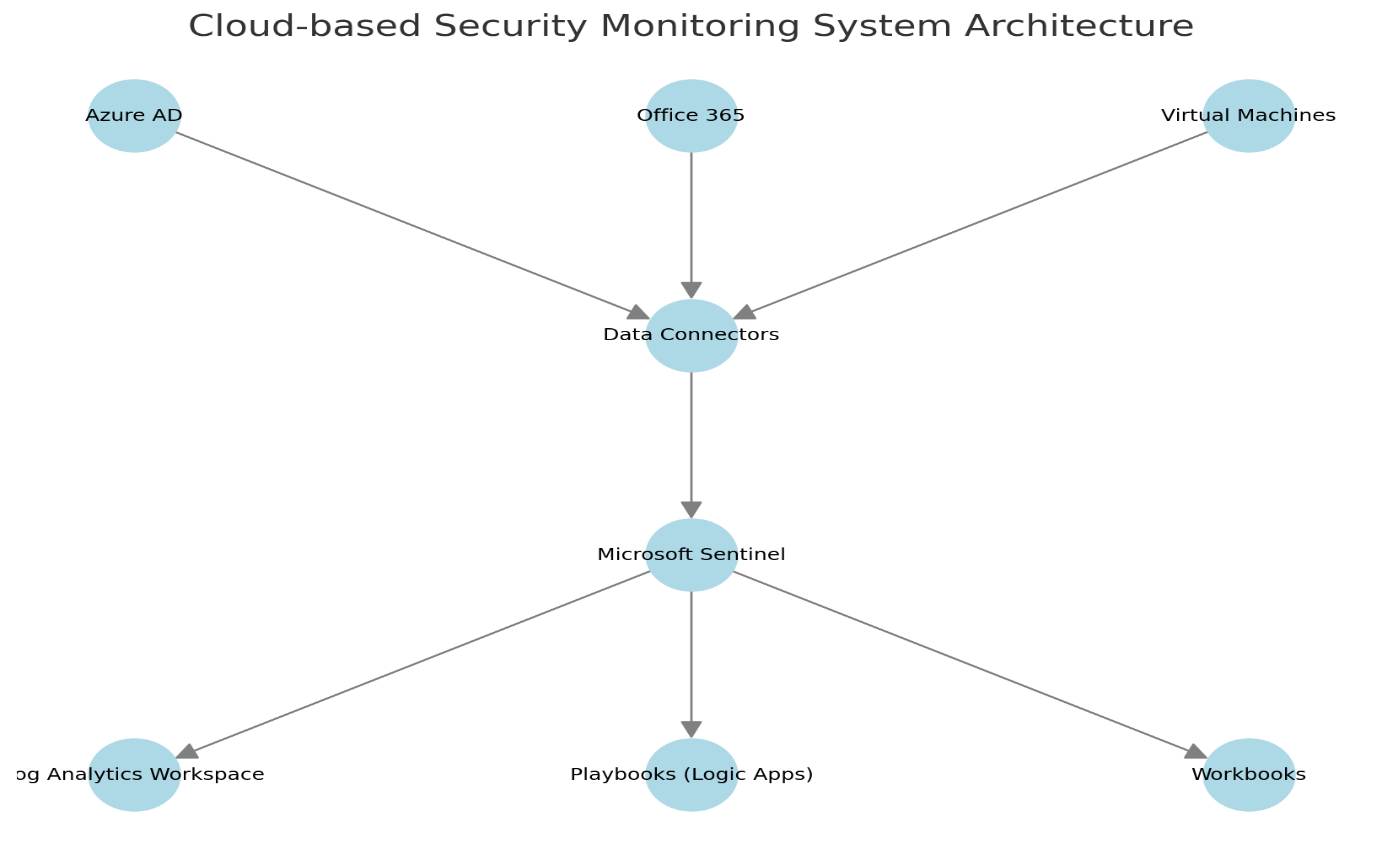 Cloud-based Security Monitoring System Architecture
Azure AD
Office 365
Virtual Machines
Data Connectors
Microsoft Sentinel
og Analytics Workspace
Playbooks (Logic Apps)
Workbooks